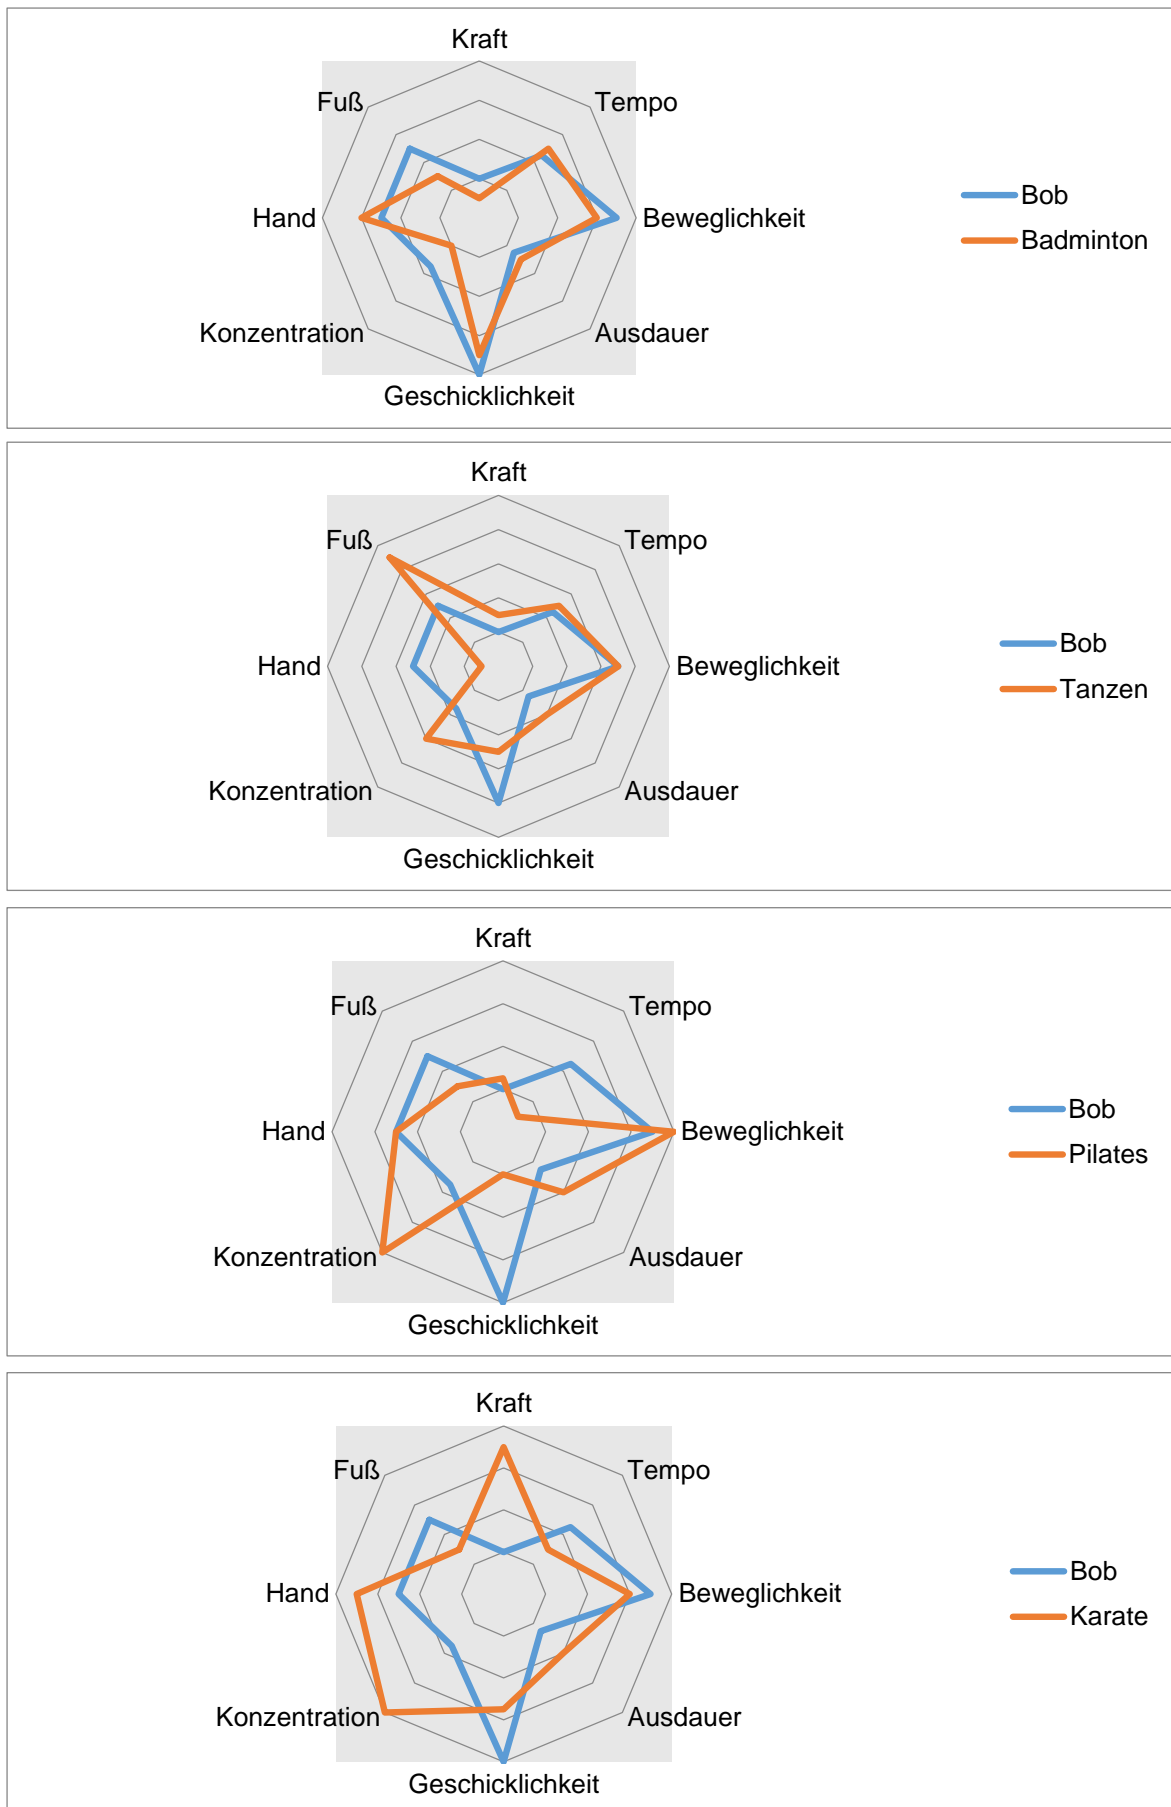 Kraft
Fuß
Tempo
Hand
Beweglichkeit
Konzentration
Ausdauer
Geschicklichkeit
Bob
Badminton
Kraft
Fuß
Tempo
Hand
Beweglichkeit
Konzentration
Ausdauer
Geschicklichkeit
Bob
Tanzen
Kraft
Fuß
Tempo
Hand
Beweglichkeit
Konzentration
Ausdauer
Geschicklichkeit
Bob
Pilates
Kraft
Fuß
Tempo
Hand
Beweglichkeit
Konzentration
Ausdauer
Geschicklichkeit
Bob
Karate